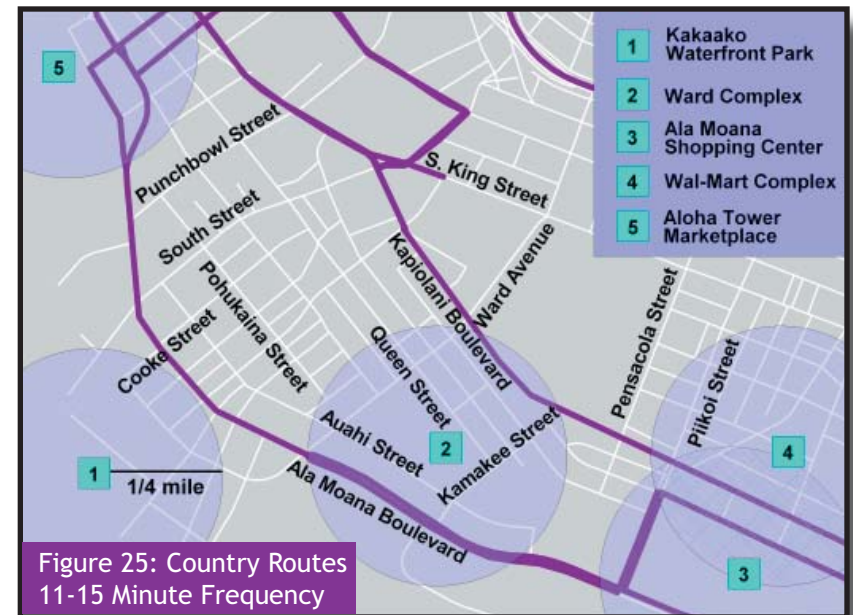 5
1 Kakaako
Waterfront Park
2 Ward Complex
3 Ala Moana
Shopping Center
4 Wal-Mart Complex
5 Aloha Tower
Marketplace
Punchbowl Street
S. King Street
South Street
Kapiolani Boulevard
Ward Avenue
Pohukaina Street
Pensacola Street
Cooke Street
Queen Street
Piikoi Street
Auahi Street
2
Kamakee Street
4
1
1/4 mile
Ala Moana Boulevard
3
Figure 25: Country Routes
11-15 Minute Frequency